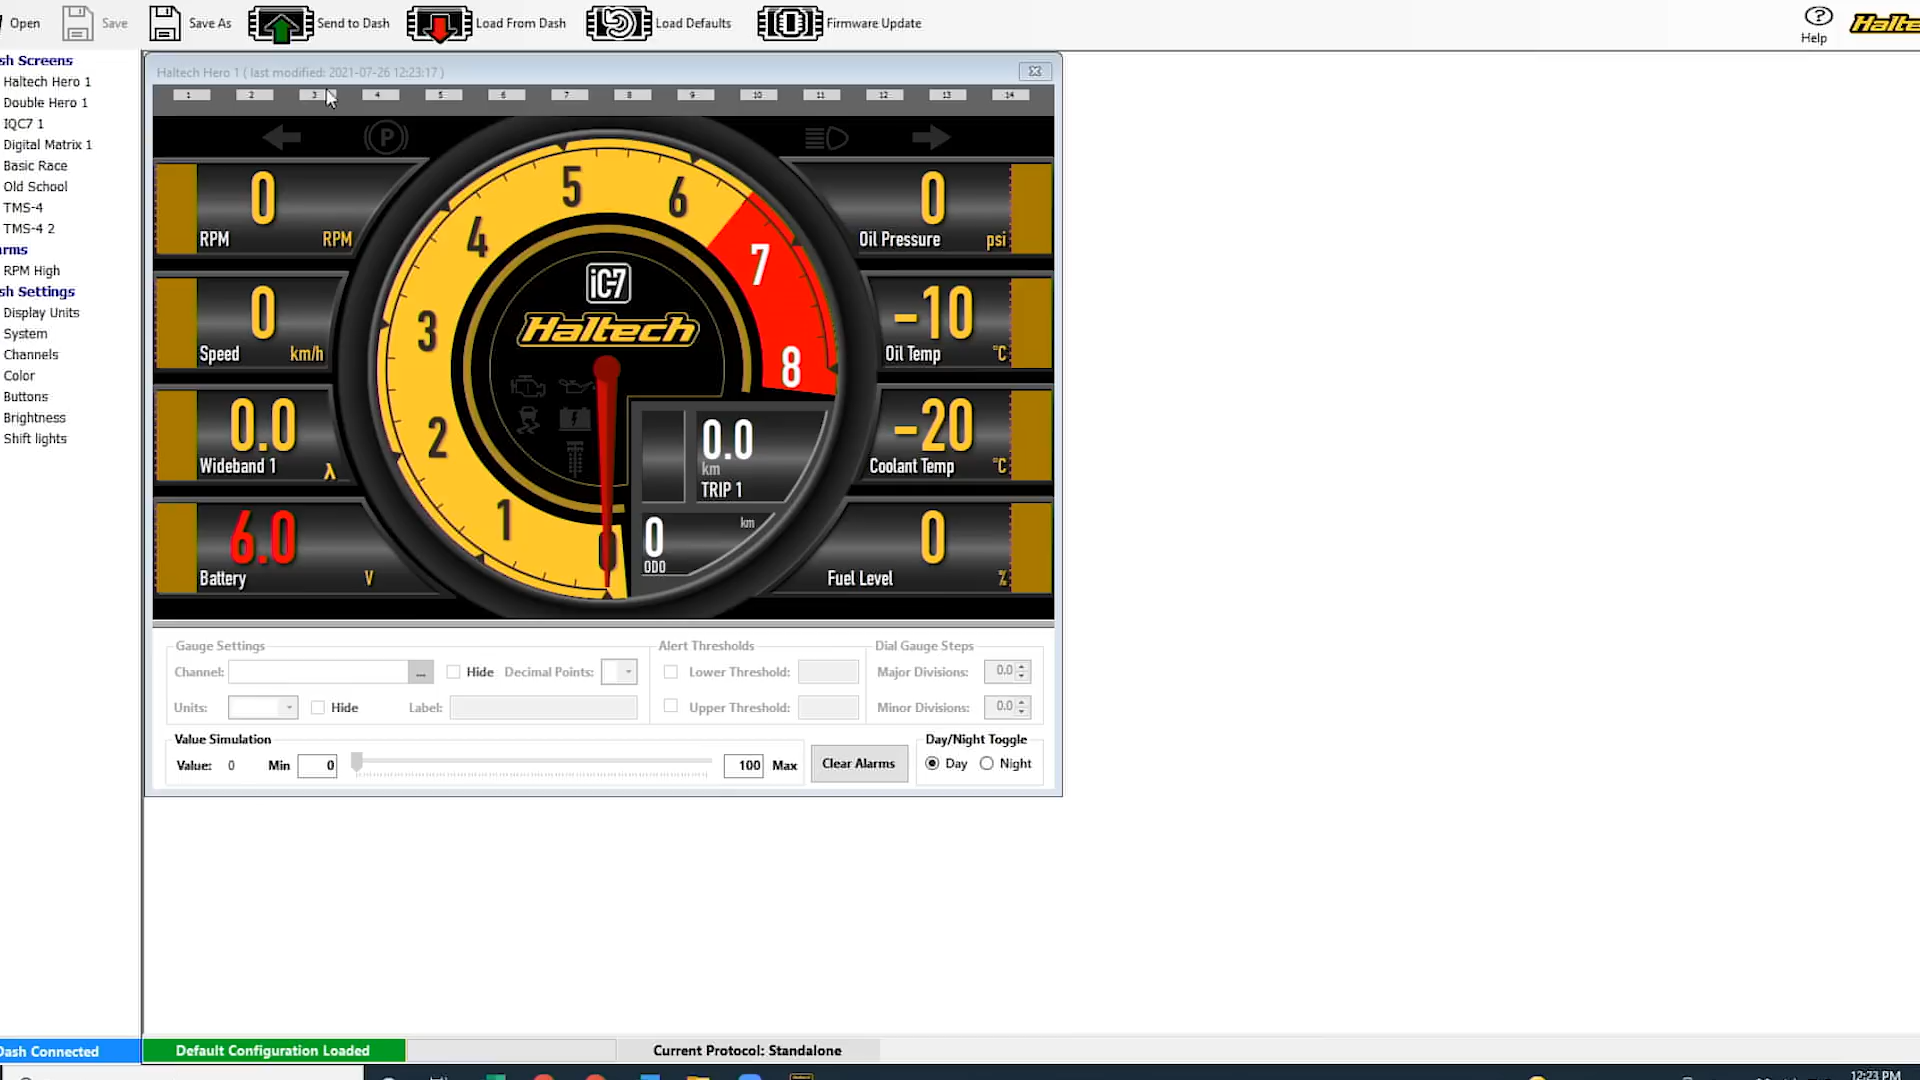 Open
Save
Save As
Send to Dash
Load From Dash
Load Defaults
Firmware Update
Help
Halte
sh Screens
Haltech Hero 1
Double Hero 1
IQC7 1
Digital Matrix 1
Basic Race
Old School
TMS-4
TMS-4 2
rms
RPM High
sh Settings
Display Units
System
Channels
Color
Buttons
Brightness
Shift lights
Haltech Hero 1 ( last modified: 2021-07-26 12:23:17 )
1 2 3 4 5 6 7 8 9 10 11 12 13 14
P
0
RPM RPM
0
Speed km/h
0.0
Wideband 1 λ
6.0
Battery V
0 1 2 3 4 5 6 7 8
iC-7
Haltech
0.0
km
TRIP 1
0 km
ODO
0
Oil Pressure psi
-10
Oil Temp °C
-20
Coolant Temp °C
0
Fuel Level %
Gauge Settings
Channel: ... Hide Decimal Points:
Units: Hide Label:
Alert Thresholds
Lower Threshold:
Upper Threshold:
Dial Gauge Steps
Major Divisions: 0.0
Minor Divisions: 0.0
Value Simulation
Value: 0 Min 0 100 Max
Clear Alarms
Day/Night Toggle
Day Night
Dash Connected
Default Configuration Loaded
Current Protocol: Standalone
12:23 PM